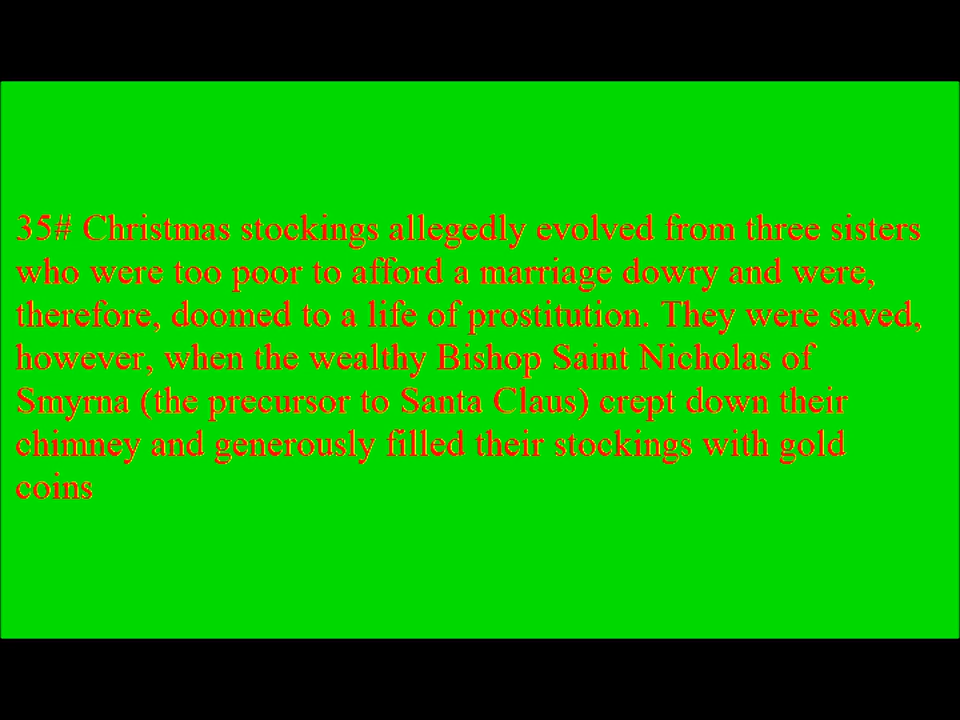 35# Christmas stockings allegedly evolved from three sisters
who were too poor to afford a marriage dowry and were,
therefore, doomed to a life of prostitution. They were saved,
however, when the wealthy Bishop Saint Nicholas of
Smyrna (the precursor to Santa Claus) crept down their
chimney and generously filled their stockings with gold
coins